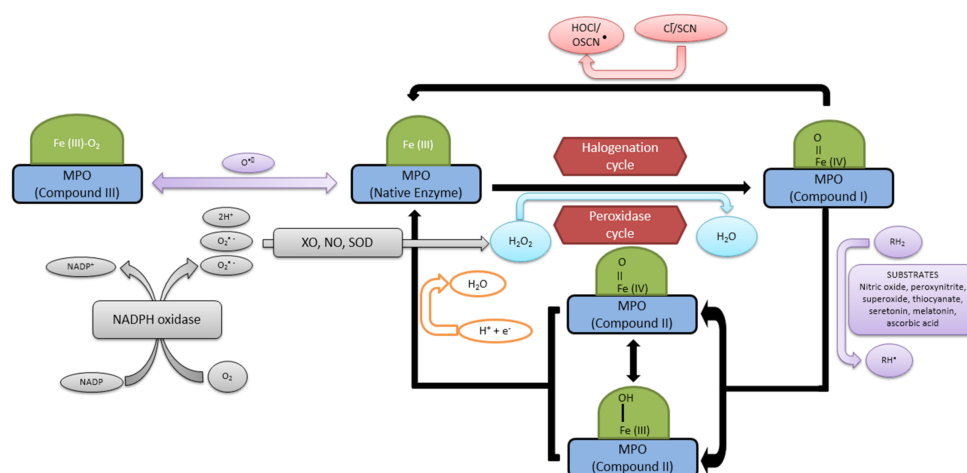 HOCl/
OSCN •
Cl‾/SCN
Fe (III)-O₂
MPO
(Compound III)
O•▯
Fe (III)
MPO
(Native Enzyme)
Halogenation
cycle
O
II
Fe (IV)
MPO
(Compound I)
2H⁺
O₂• -
O₂• -
XO, NO, SOD
H₂O₂
Peroxidase
cycle
H₂O
NADP⁺
NADPH oxidase
NADP
O₂
H₂O
H⁺ + e⁻
O
II
Fe (IV)
MPO
(Compound II)
OH
Fe (III)
MPO
(Compound II)
RH₂
SUBSTRATES
Nitric oxide, peroxynitrite,
superoxide, thiocyanate,
seretonin, melatonin,
ascorbic acid
RH•